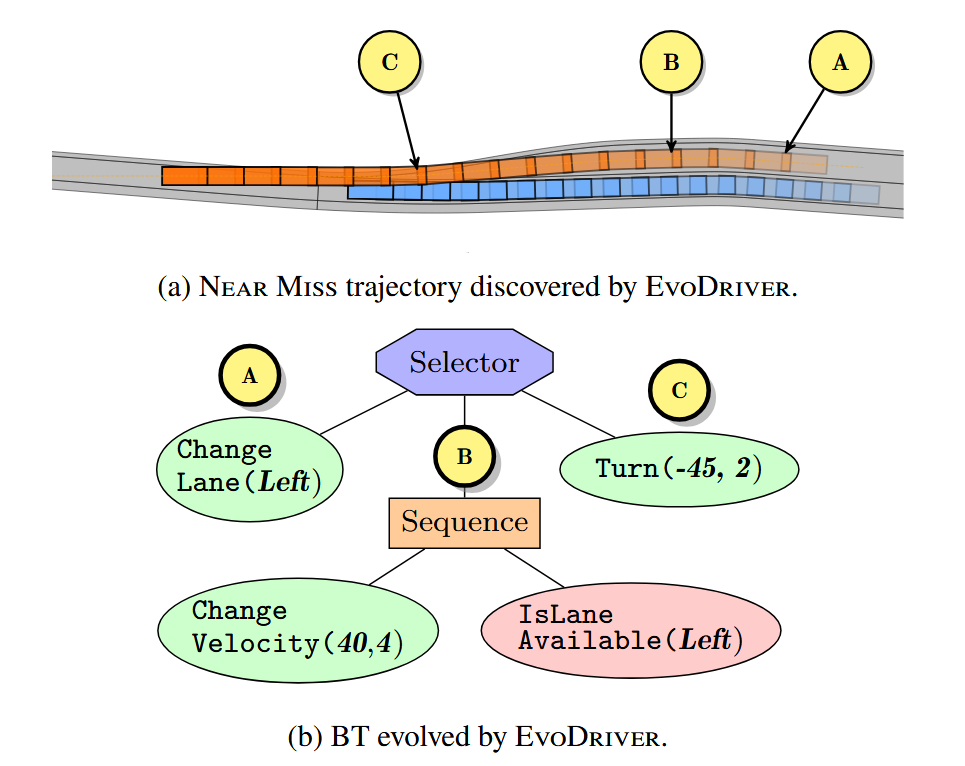 C
B
A
(a) NEAR MISS trajectory discovered by EVODRIVER.
Selector
A
C
Change
Lane(Left)
B
Turn(-45, 2)
Sequence
Change
Velocity(40,4)
IsLane
Available(Left)
(b) BT evolved by EVODRIVER.